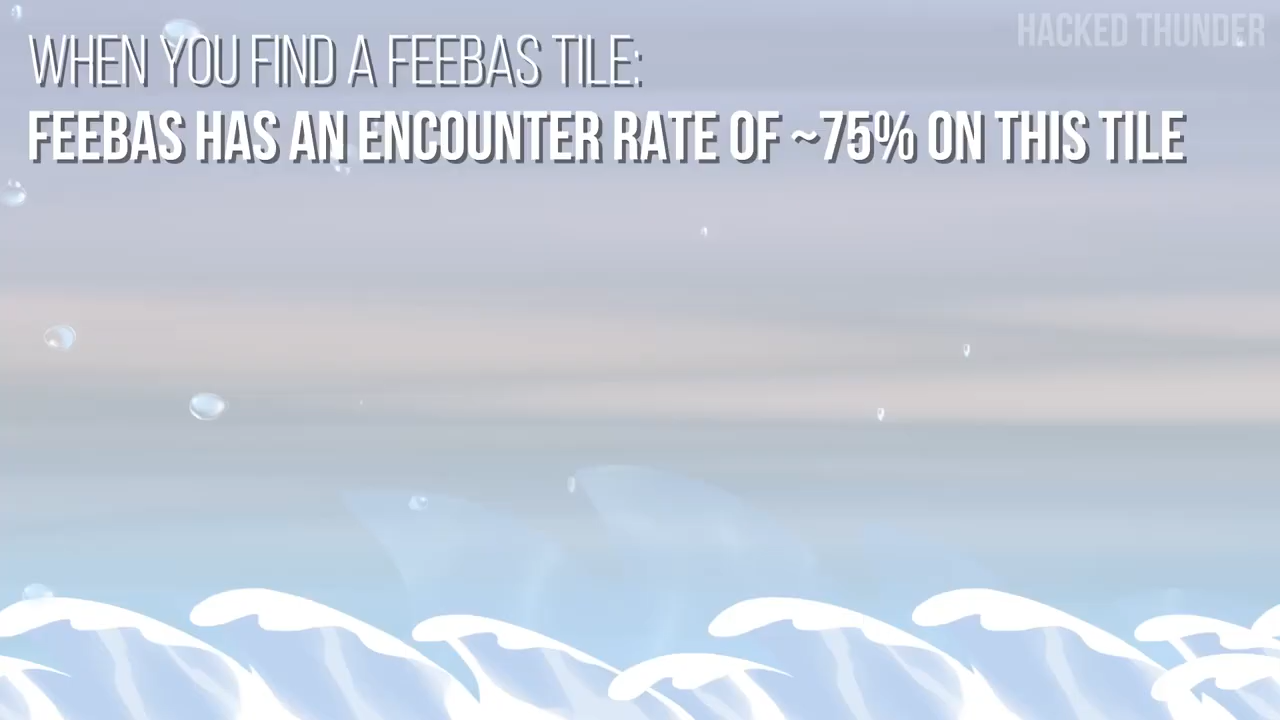 HACKED THUNDER
WHEN YOU FIND A FEEBAS TILE:
FEEBAS HAS AN ENCOUNTER RATE OF ~75% ON THIS TILE